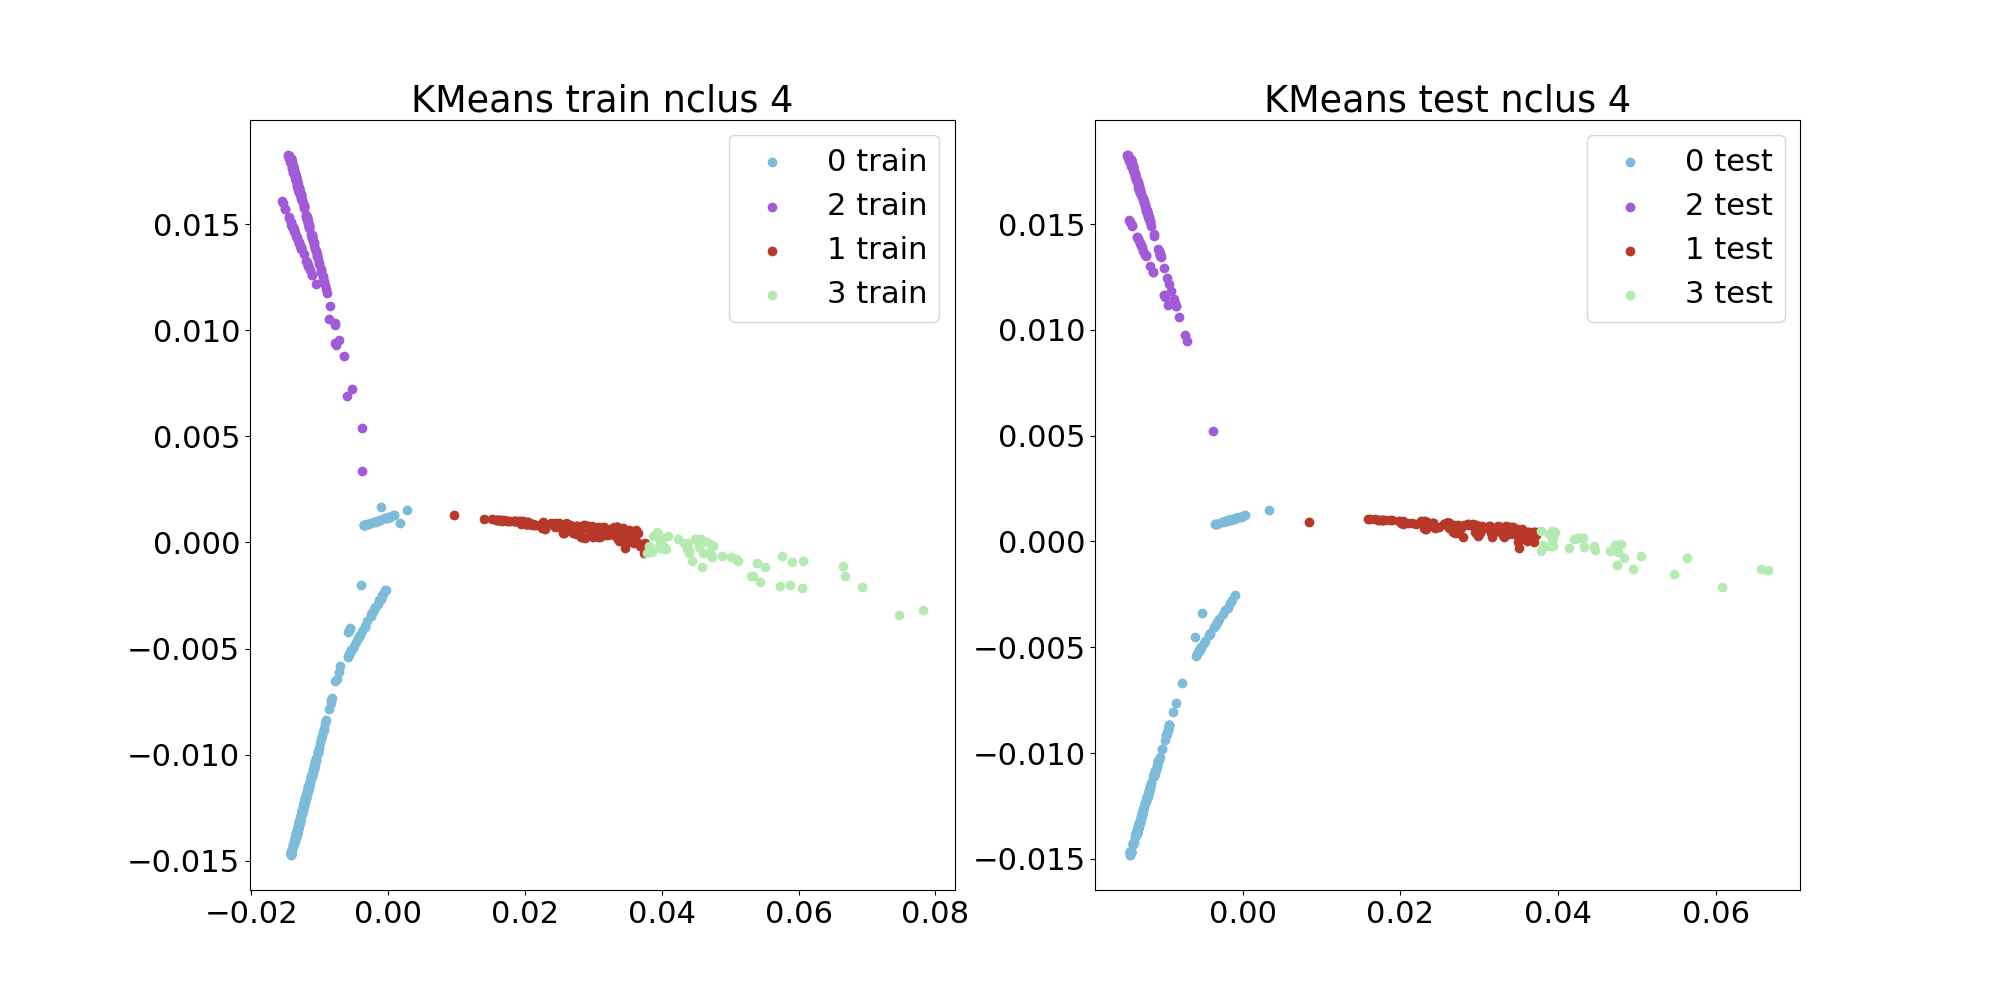 KMeans train nclus 4
0 train
2 train
1 train
3 train
0.015
0.010
0.005
0.000
−0.005
−0.010
−0.015
−0.02 0.00 0.02 0.04 0.06 0.08
KMeans test nclus 4
0 test
2 test
1 test
3 test
0.015
0.010
0.005
0.000
−0.005
−0.010
−0.015
0.00 0.02 0.04 0.06